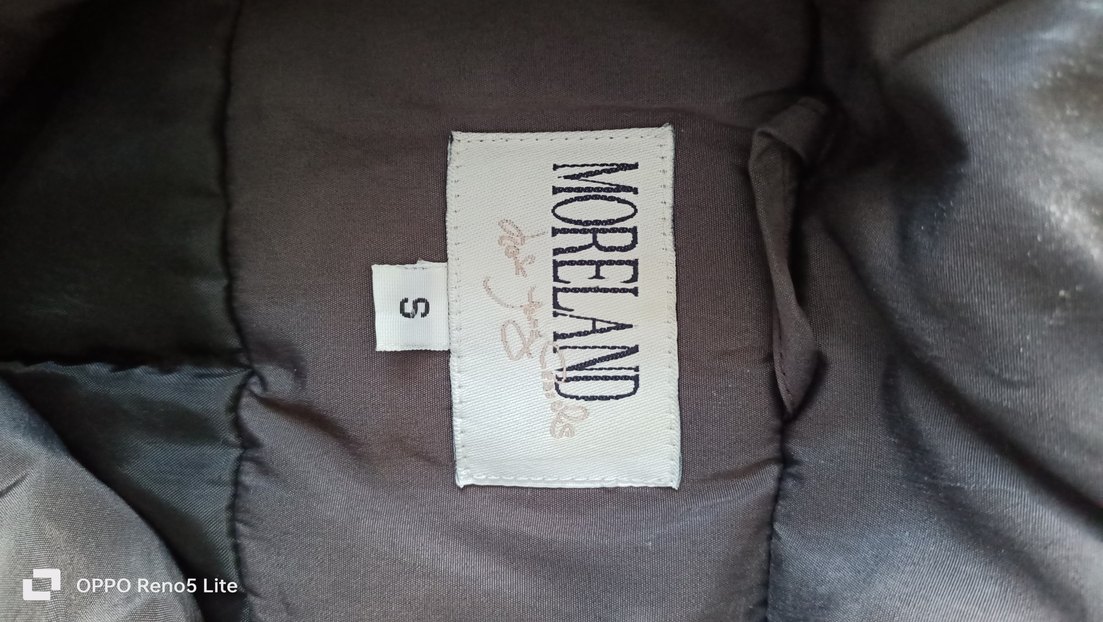 MORELAND
S
OPPO Reno5 Lite